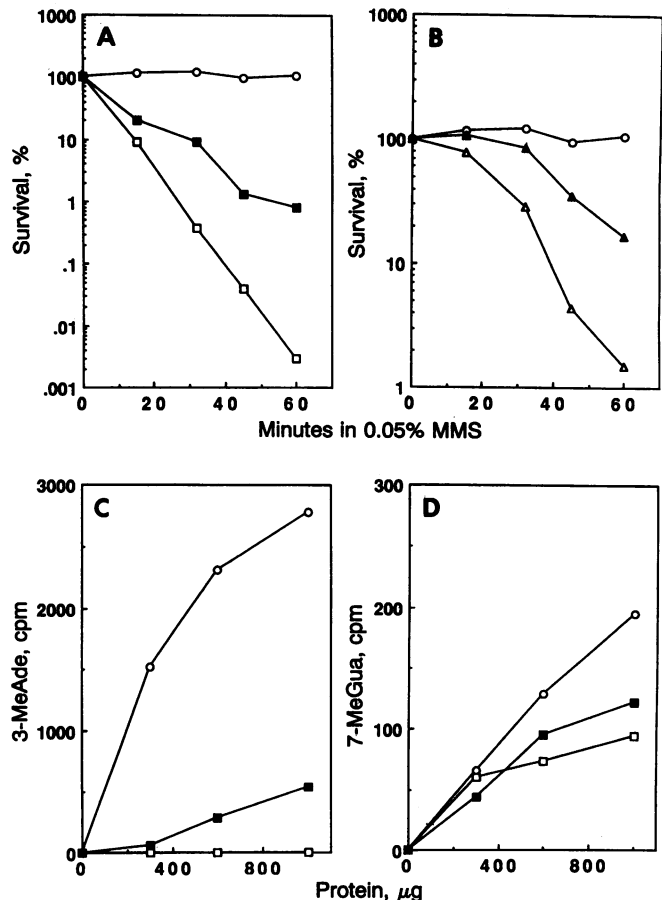 A
Survival, %
1000
100
10
1
.1
.01
.001
0 20 40 60
B
Survival, %
1000
100
10
1
0 20 40 60
Minutes in 0.05% MMS
C
3-MeAde, cpm
3000
2000
1000
0
0 400 800
D
7-MeGua, cpm
300
200
100
0
0 400 800
Protein, μg